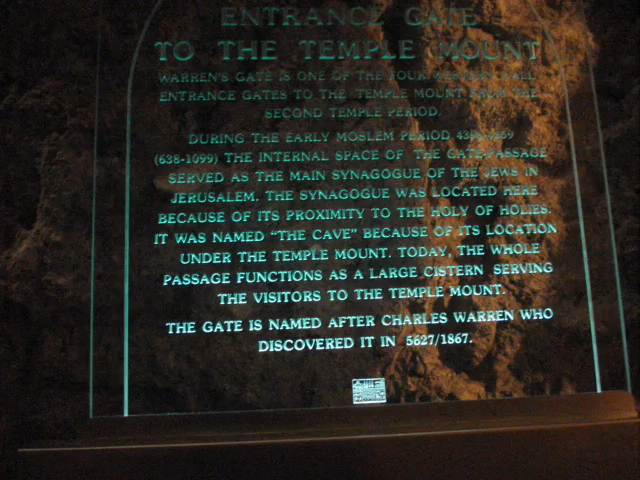 ENTRANCE GATE
TO THE TEMPLE MOUNT
WARREN'S GATE IS ONE OF THE FOUR WESTERN WALL
ENTRANCE GATES TO THE TEMPLE MOUNT FROM THE
SECOND TEMPLE PERIOD.
DURING THE EARLY MOSLEM PERIOD
(638-1099) THE INTERNAL SPACE OF THE GATE-PASSAGE
SERVED AS THE MAIN SYNAGOGUE OF THE JEWS IN
JERUSALEM. THE SYNAGOGUE WAS LOCATED HERE
BECAUSE OF ITS PROXIMITY TO THE HOLY OF HOLIES.
IT WAS NAMED "THE CAVE" BECAUSE OF ITS LOCATION
UNDER THE TEMPLE MOUNT. TODAY, THE WHOLE
PASSAGE FUNCTIONS AS A LARGE CISTERN SERVING
THE VISITORS TO THE TEMPLE MOUNT.
THE GATE IS NAMED AFTER CHARLES WARREN WHO
DISCOVERED IT IN 5627/1867.